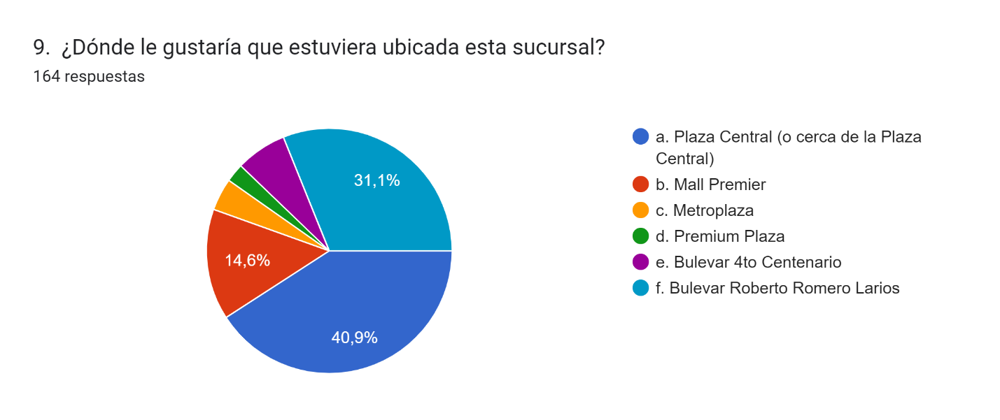 9. ¿Dónde le gustaría que estuviera ubicada esta sucursal?
164 respuestas
31,1%
14,6%
40,9%
a. Plaza Central (o cerca de la Plaza
Central)
b. Mall Premier
c. Metroplaza
d. Premium Plaza
e. Bulevar 4to Centenario
f. Bulevar Roberto Romero Larios